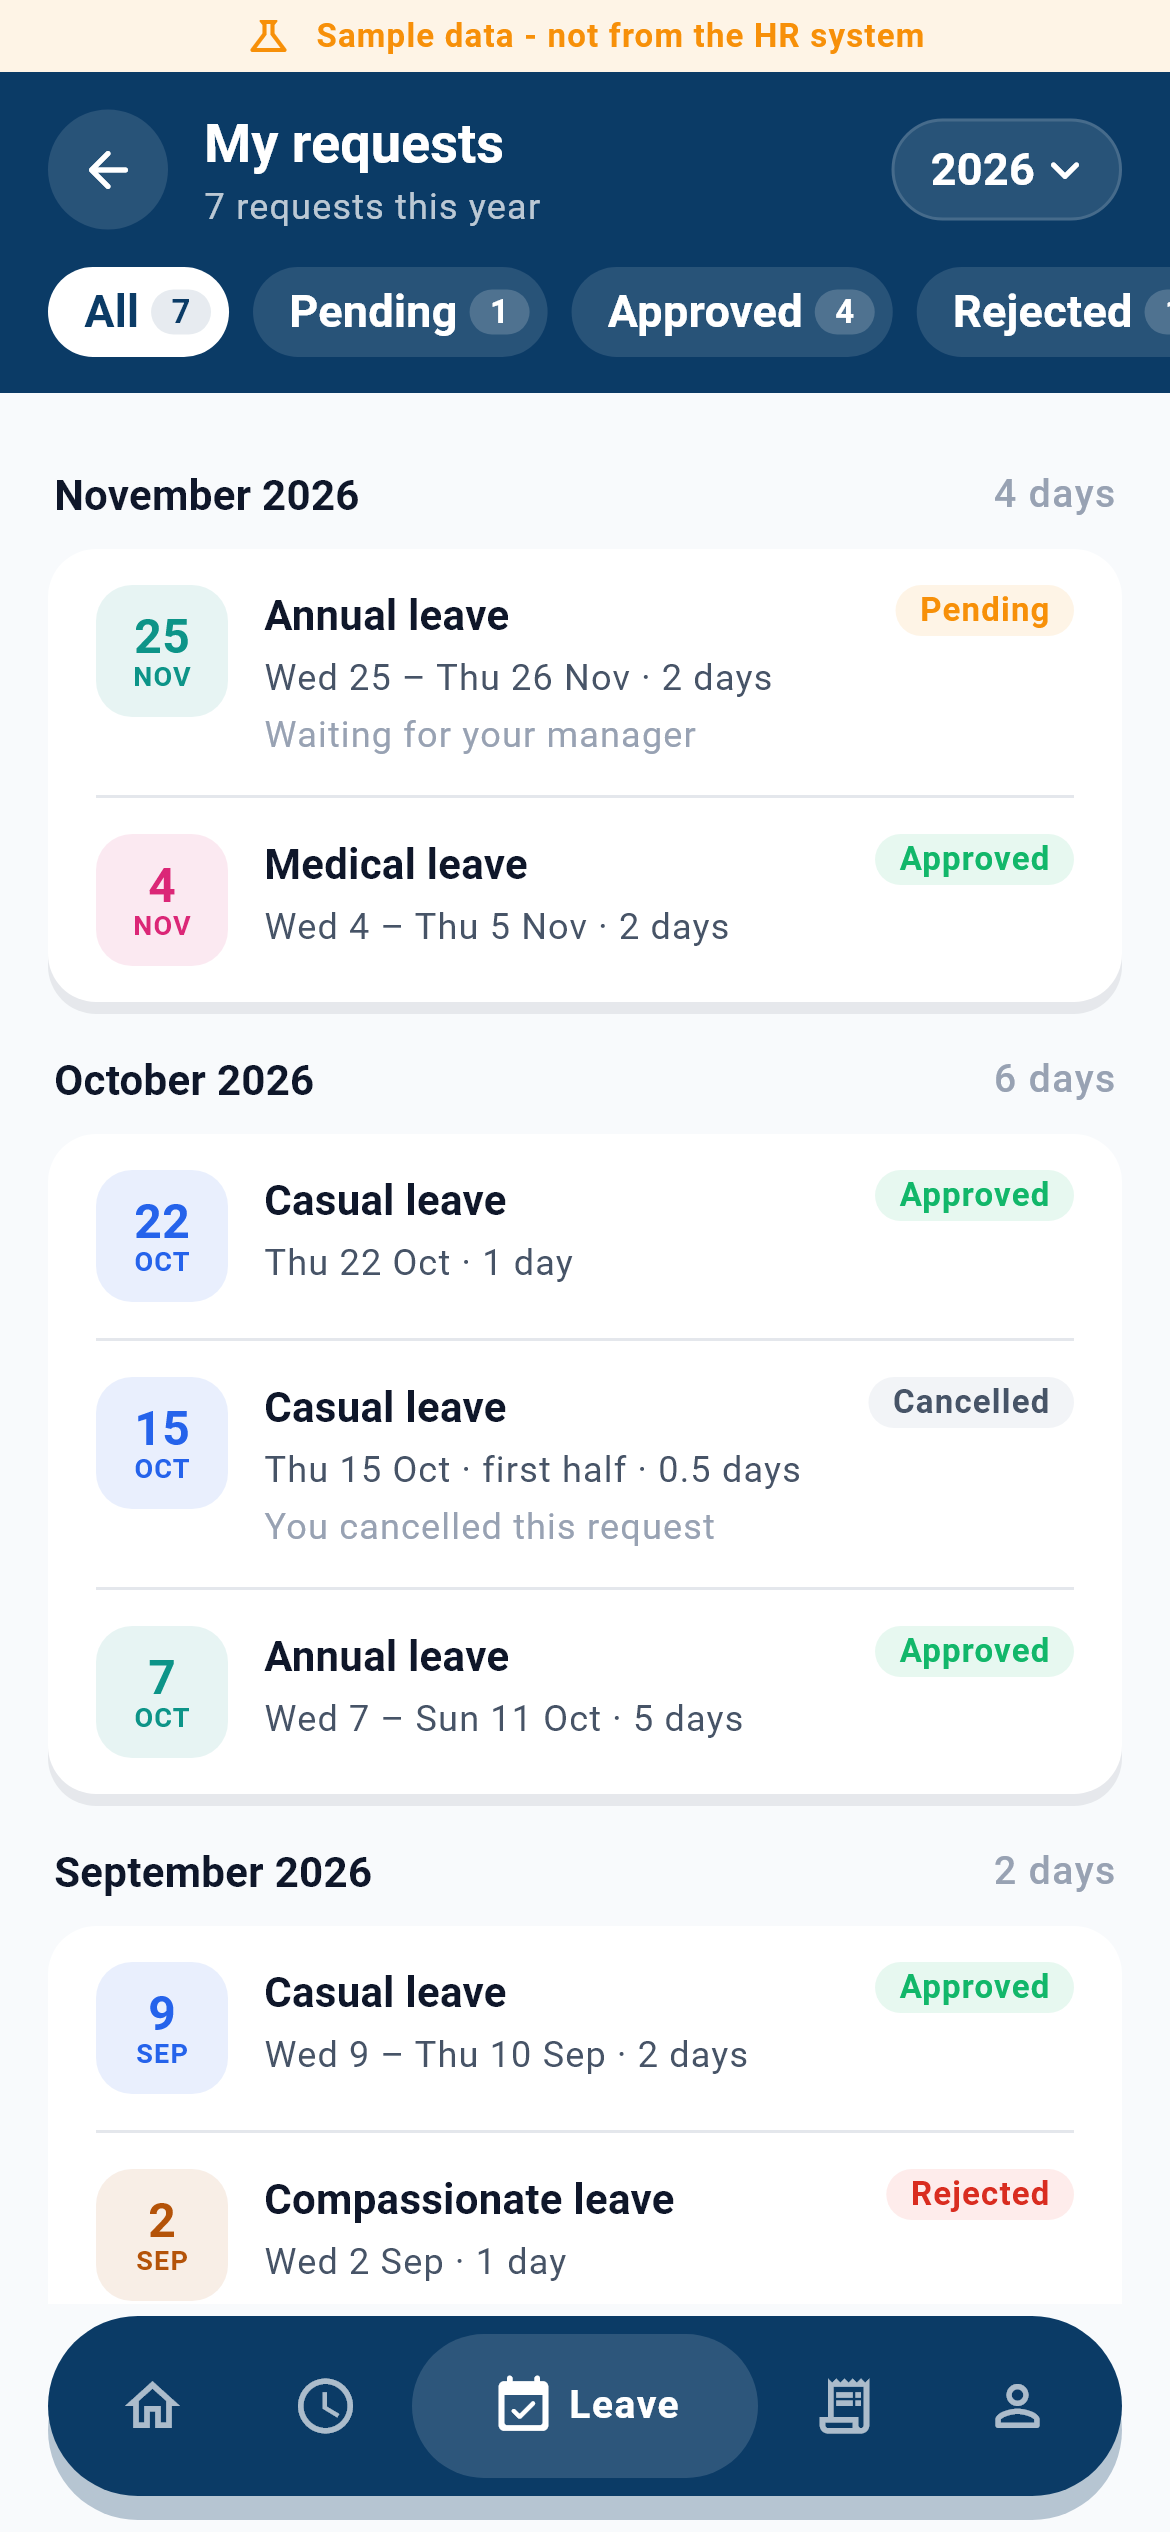 Sample data - not from the HR system
My requests
7 requests this year
2026
All 7
Pending 1
Approved 4
Rejected
November 2026
4 days
25
NOV
Annual leave
Pending
Wed 25 – Thu 26 Nov · 2 days
Waiting for your manager
4
NOV
Medical leave
Approved
Wed 4 – Thu 5 Nov · 2 days
October 2026
6 days
22
OCT
Casual leave
Approved
Thu 22 Oct · 1 day
15
OCT
Casual leave
Cancelled
Thu 15 Oct · first half · 0.5 days
You cancelled this request
7
OCT
Annual leave
Approved
Wed 7 – Sun 11 Oct · 5 days
September 2026
2 days
9
SEP
Casual leave
Approved
Wed 9 – Thu 10 Sep · 2 days
2
SEP
Compassionate leave
Rejected
Wed 2 Sep · 1 day
Leave